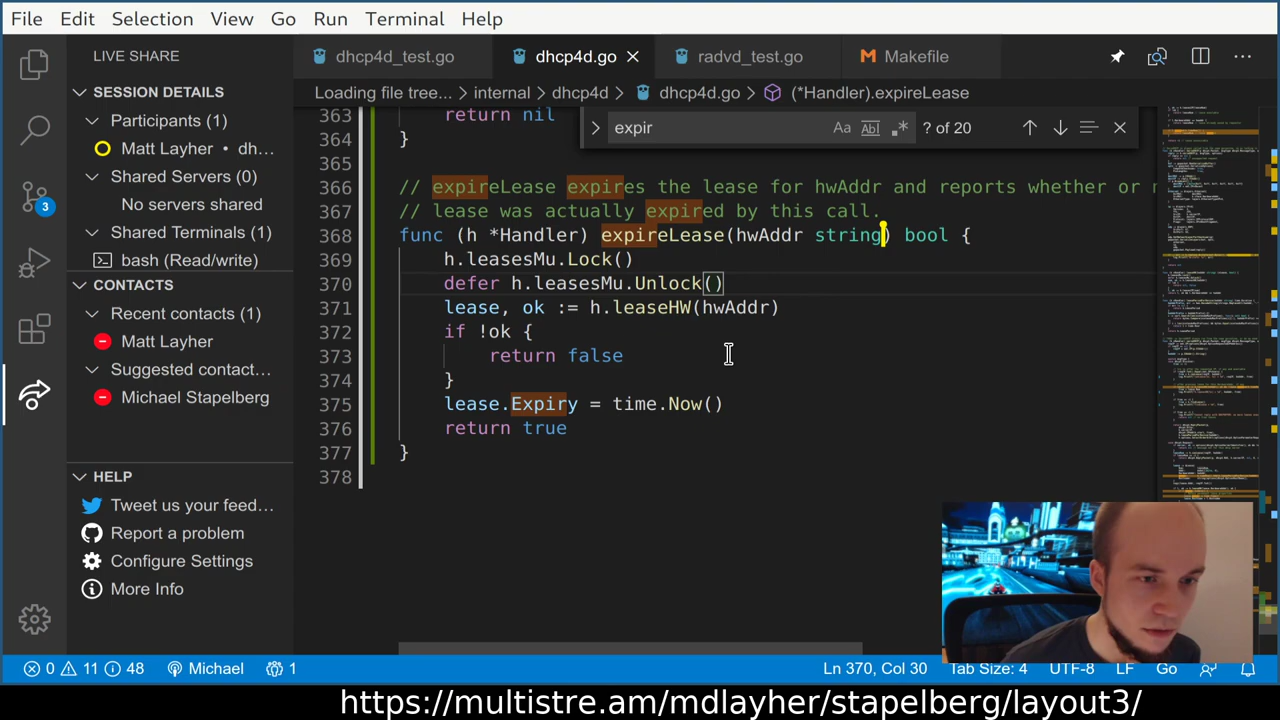 File Edit Selection View Go Run Terminal Help
LIVE SHARE
SESSION DETAILS
Participants (1)
Matt Layher • dh...
Shared Servers (0)
No servers shared
Shared Terminals (1)
bash (Read/write)
CONTACTS
Recent contacts (1)
Matt Layher
Suggested contact...
Michael Stapelberg
HELP
Tweet us your feed...
Report a problem
Configure Settings
More Info
3
dhcp4d_test.go dhcp4d.go radvd_test.go Makefile
Loading file tree... internal dhcp4d dhcp4d.go (*Handler).expireLease
expir Aa Abl ? of 20
363 return nil
364 }
365
366 // expireLease expires the lease for hwAddr and reports whether or
367 // lease was actually expired by this call.
368 func (h *Handler) expireLease(hwAddr string) bool {
369 h.leasesMu.Lock()
370 defer h.leasesMu.Unlock()
371 lease, ok := h.leaseHW(hwAddr)
372 if !ok {
373 return false
374 }
375 lease.Expiry = time.Now()
376 return true
377 }
378
0 11 48 Michael 1 Ln 370, Col 30 Tab Size: 4 UTF-8 LF Go
https://multistre.am/mdlayher/stapelberg/layout3/